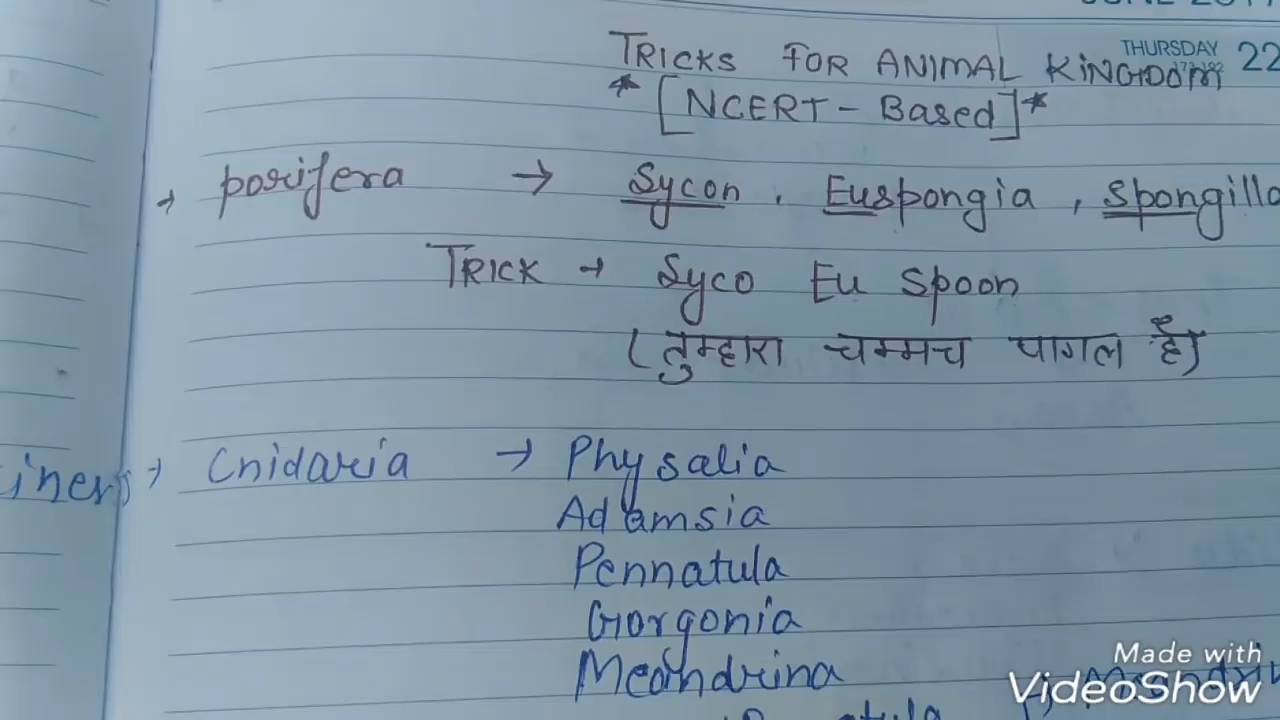 THURSDAY 22
TRICKS FOR ANIMAL KINGDOM
* [NCERT - Based] *
→ porifera → Sycon, Euspongia, Spongilla
TRICK → Syco Eu Spoon
(तुम्हारा चम्मच पागल है)
→ Cnidaria → Physalia
Adamsia
Pennatula
Gorgonia
Meandrina
Made with
VideoShow